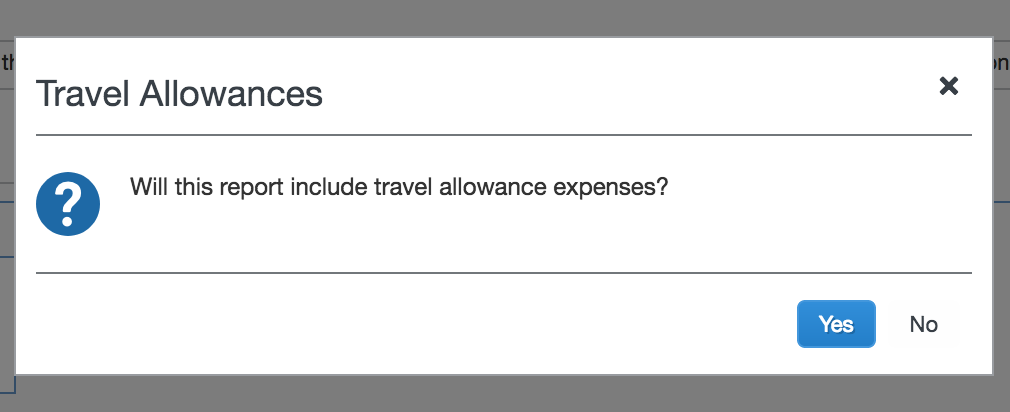 Travel Allowances
Will this report include travel allowance expenses?
Yes No